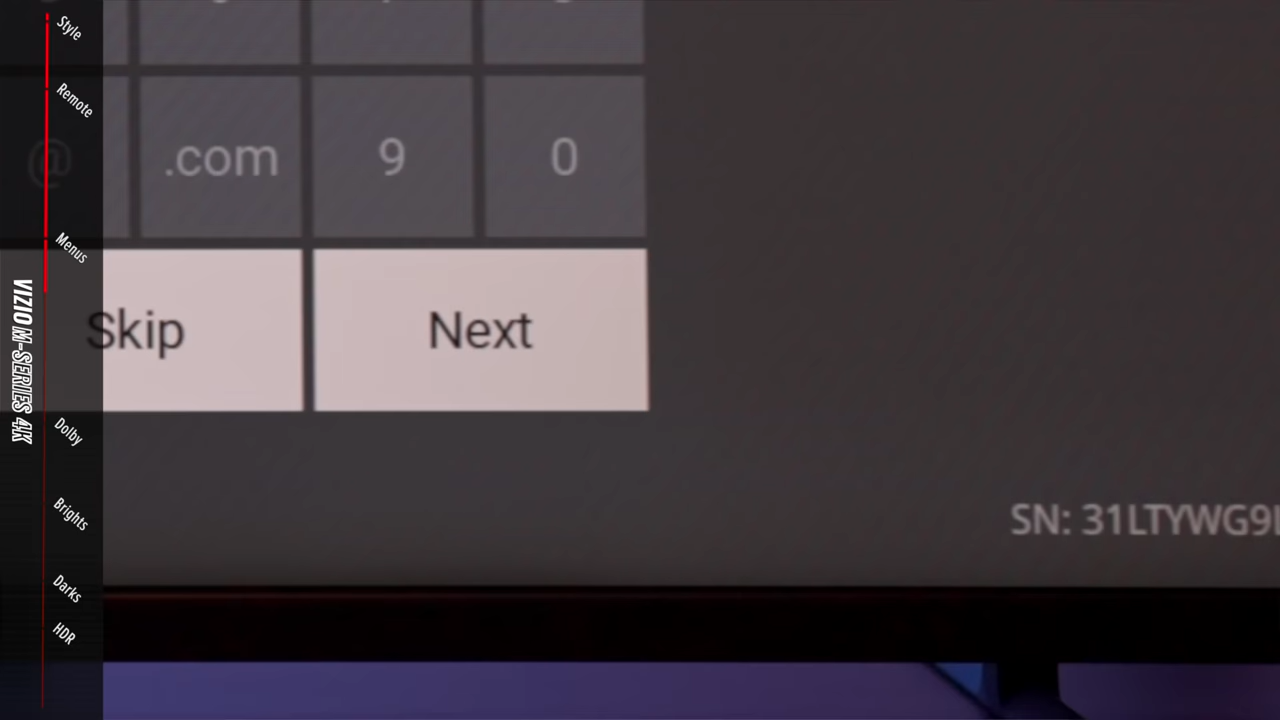 Style
Remote
Menus
VIZIO M-SERIES 4K
Dolby
Brights
Darks
HDR
@ .com 9 0
Skip Next
SN: 31LTYWG9